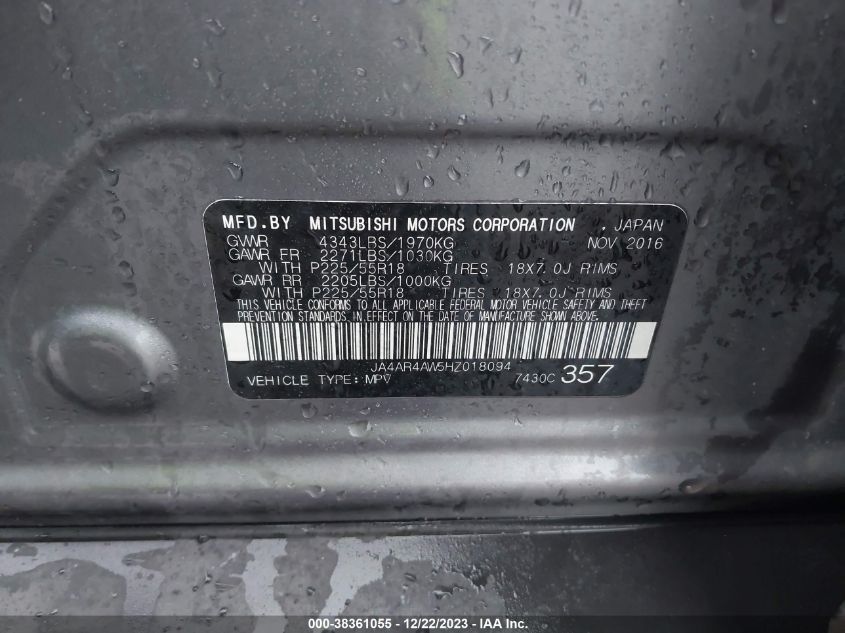 MFD.BY MITSUBISHI MOTORS CORPORATION , JAPAN
GVWR 4343LBS/1970KG NOV 2016
GAWR FR 2271LBS/1030KG
WITH P225/55R18 TIRES 18X7.0J RIMS
GAWR RR 2205LBS/1000KG
WITH P225/55R18 TIRES 18X7.0J RIMS
THIS VEHICLE CONFORMS TO ALL APPLICABLE FEDERAL MOTOR VEHICLE SAFETY AND THEFT
PREVENTION STANDARDS IN EFFECT ON THE DATE OF MANUFACTURE SHOWN ABOVE.
JA4AR4AW5HZ018094
VEHICLE TYPE: MPV 7430C 357
000-38361055 - 12/22/2023 - IAA Inc.